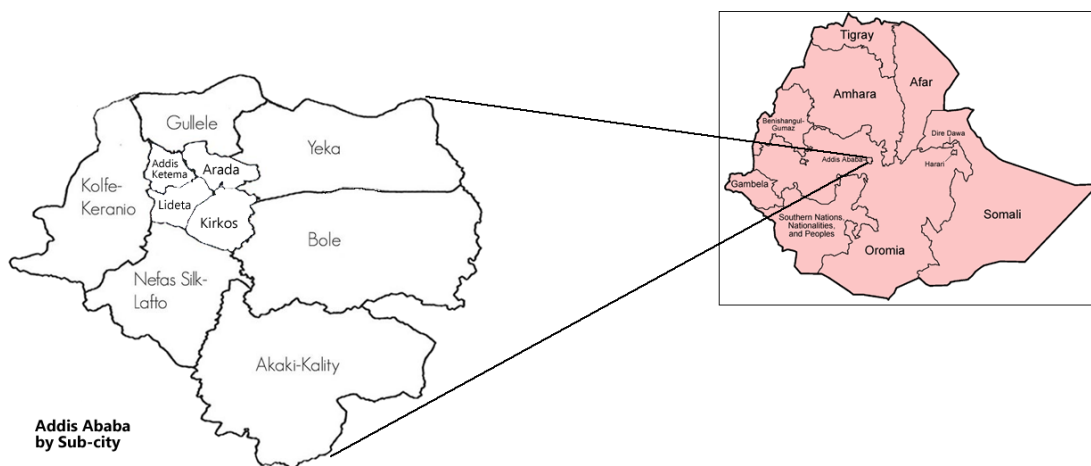 Gullele
Yeka
Addis
Ketema
Arada
Kolfe-
Keranio
Lideta
Kirkos
Bole
Nefas Silk-
Lafto
Akaki-Kality
Addis Ababa
by Sub-city
Tigray
Afar
Amhara
Benishangul-
Gumaz
Dire Dawa
Addis Ababa
Harari
Gambela
Somali
Southern Nations,
Nationalities,
and Peoples
Oromia